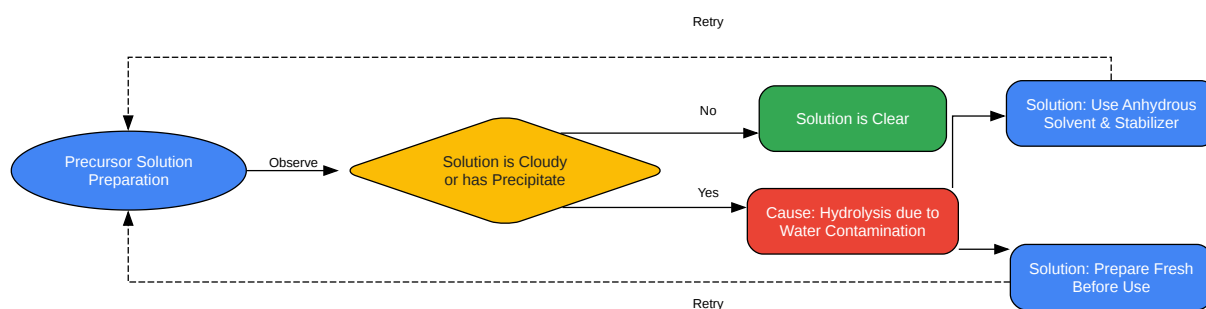 Retry
Precursor Solution
Preparation
Observe
Solution is Cloudy
or has Precipitate
No
Solution is Clear
Yes
Cause: Hydrolysis due to
Water Contamination
Solution: Use Anhydrous
Solvent & Stabilizer
Solution: Prepare Fresh
Before Use
Retry